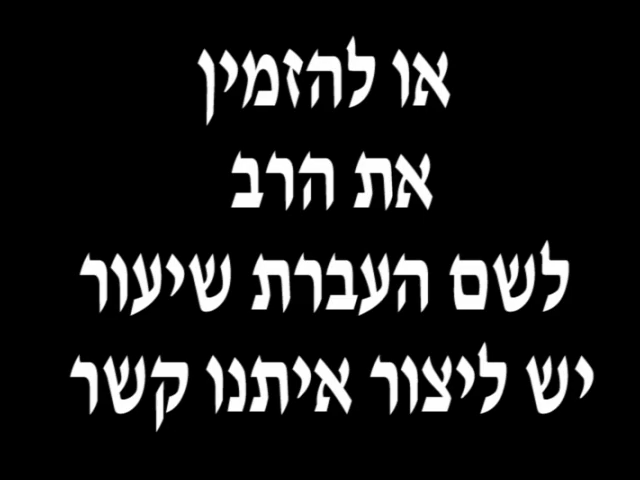 או להזמין
את הרב
לשם העברת שיעור
יש ליצור איתנו קשר